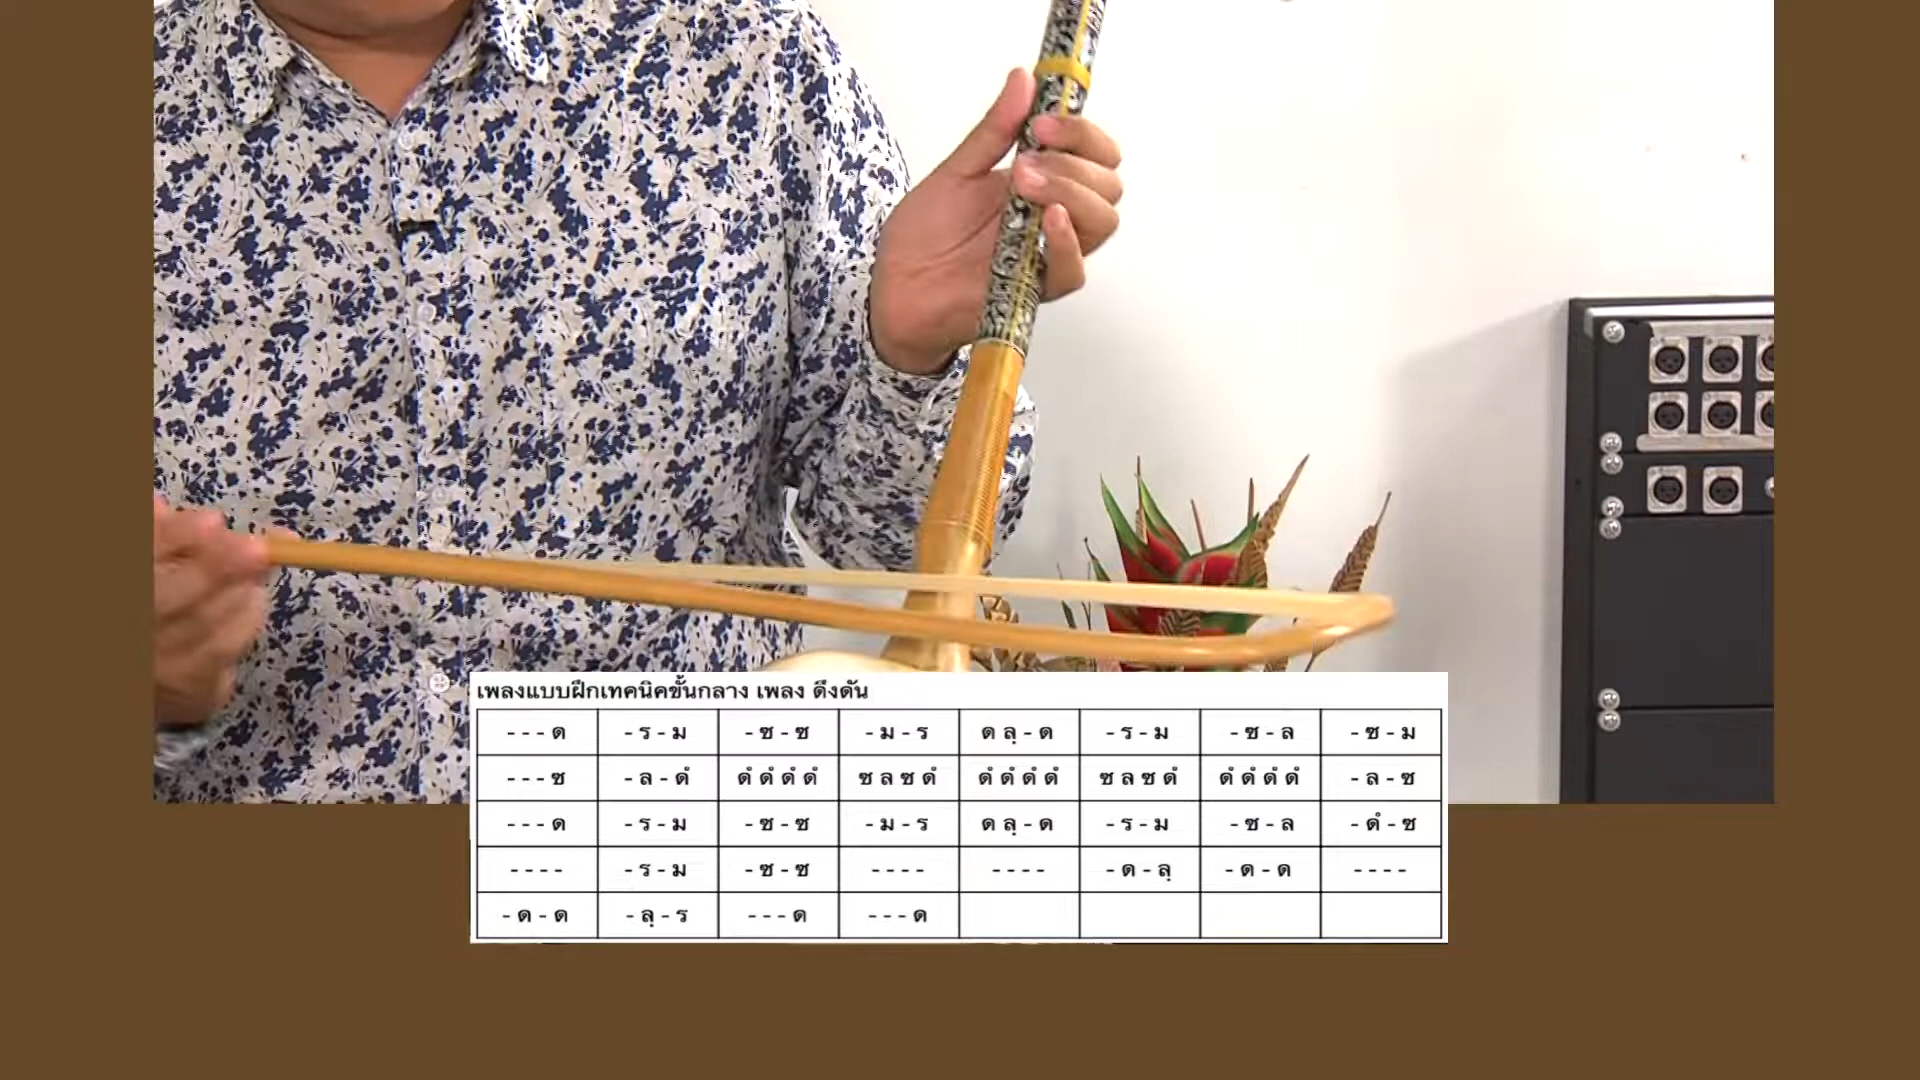 เพลงแบบฝึกเทคนิคขั้นกลาง เพลง ดึงดัน
- - - ด - ร - ม - ซ - ซ - ม - ร ด ลฺ - ด - ร - ม - ซ - ล - ซ - ม
- - - ซ - ล - ดํ ดํ ดํ ดํ ดํ ซ ล ซ ดํ ดํ ดํ ดํ ดํ ซ ล ซ ดํ ดํ ดํ ดํ ดํ - ล - ซ
- - - ด - ร - ม - ซ - ซ - ม - ร ด ลฺ - ด - ร - ม - ซ - ล - ดํ - ซ
- - - - - ร - ม - ซ - ซ - - - - - - - - - ด - ลฺ - ด - ด - - - -
- ด - ด - ลฺ - ร - - - ด - - - ด